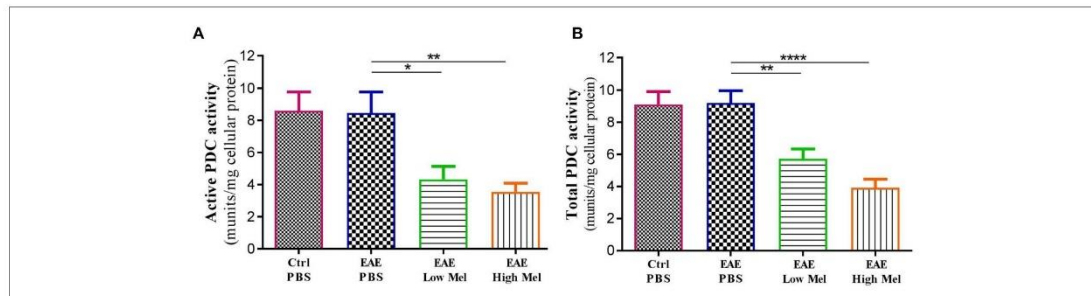 A
Active PDC activity
(munits/mg cellular protein)
12
10
8
6
4
2
0
**
*
Ctrl
PBS
EAE
PBS
EAE
Low Mel
EAE
High Mel
B
Total PDC activity
(munits/mg cellular protein)
12
10
8
6
4
2
0
****
**
Ctrl
PBS
EAE
PBS
EAE
Low Mel
EAE
High Mel